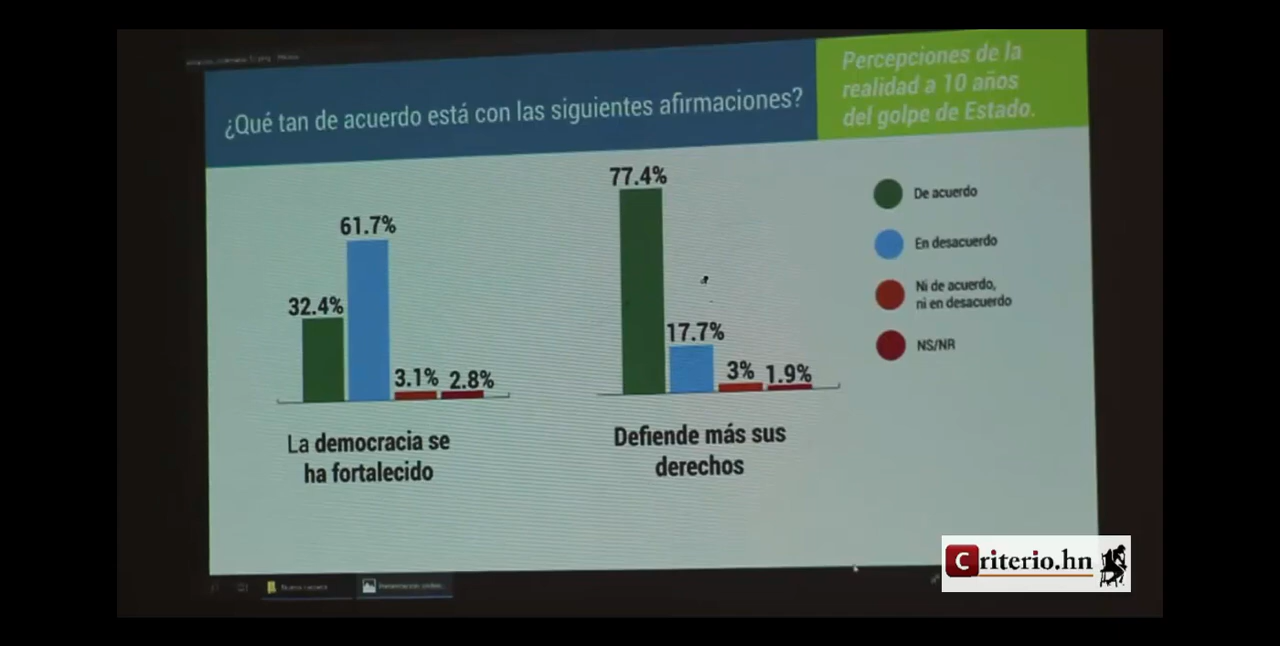 ¿Qué tan de acuerdo está con las siguientes afirmaciones?
Percepciones de la
realidad a 10 años
del golpe de Estado.
32.4%
61.7%
3.1%
2.8%
La democracia se
ha fortalecido
77.4%
17.7%
3%
1.9%
Defiende más sus
derechos
De acuerdo
En desacuerdo
Ni de acuerdo,
ni en desacuerdo
NS/NR
Criterio.hn